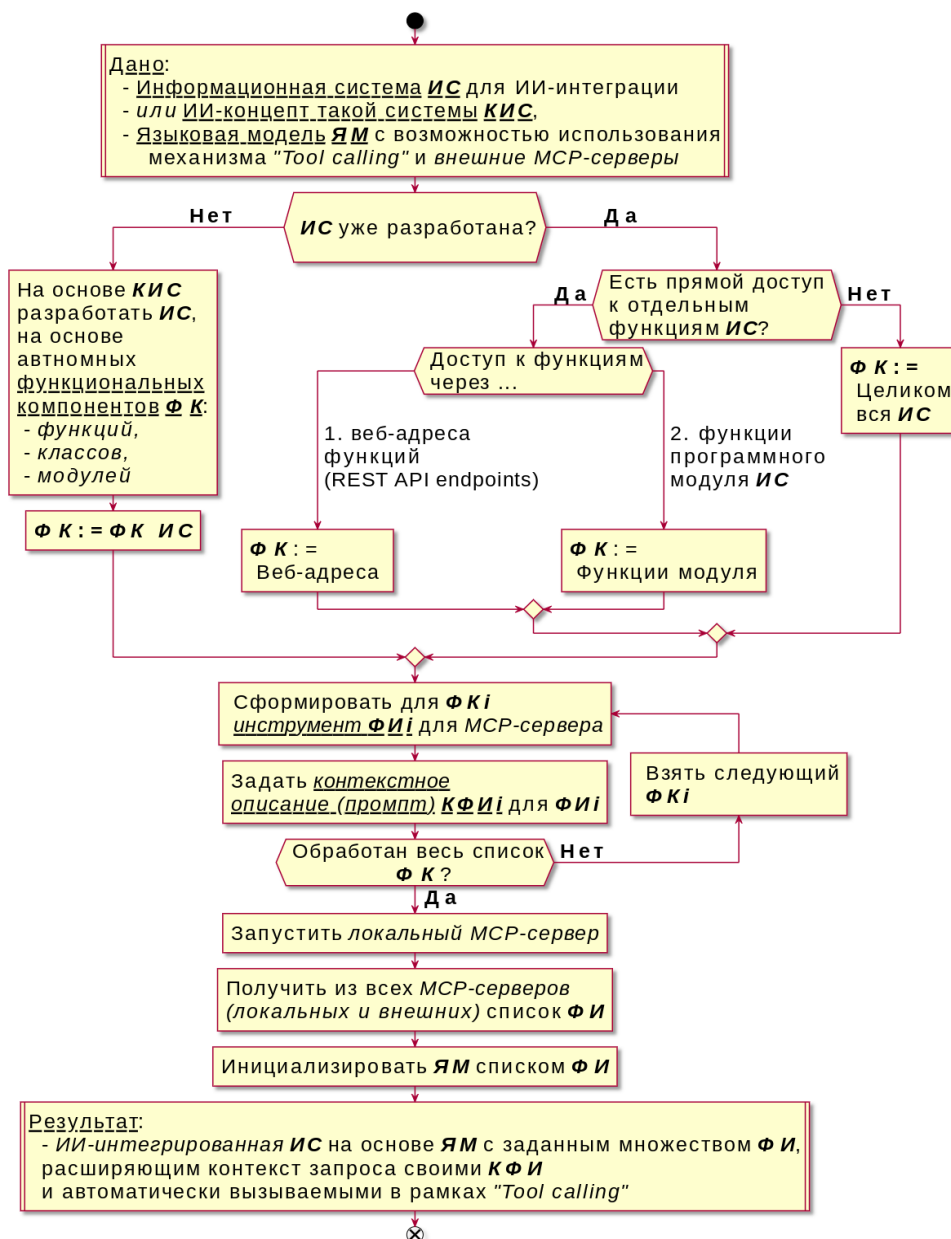 Дано:
- Информационная система ИС для ИИ-интеграции
- или ИИ-концепт такой системы КИС,
- Языковая модель ЯМ с возможностью использования
механизма "Tool calling" и внешние MCP-серверы
Нет
ИС уже разработана?
Да
На основе КИС
разработать ИС,
на основе
автномных
функциональных
компонентов ФК:
- функций,
- классов,
- модулей
ФК:=ФК ИС
Да
Есть прямой доступ
к отдельным
функциям ИС?
Нет
Доступ к функциям
через ...
ФК:=
Целиком
вся ИС
1. веб-адреса
функций
(REST API endpoints)
2. функции
программного
модуля ИС
ФК:=
Веб-адреса
ФК:=
Функции модуля
Сформировать для ФКi
инструмент ФИi для MCP-сервера
Задать контекстное
описание (промпт) КФИi для ФИi
Взять следующий
ФКi
Обработан весь список
ФК?
Нет
Да
Запустить локальный MCP-сервер
Получить из всех MCP-серверов
(локальных и внешних) список ФИ
Инициализировать ЯМ списком ФИ
Результат:
- ИИ-интегрированная ИС на основе ЯМ с заданным множеством ФИ,
расширяющим контекст запроса своими КФИ
и автоматически вызываемыми в рамках "Tool calling"